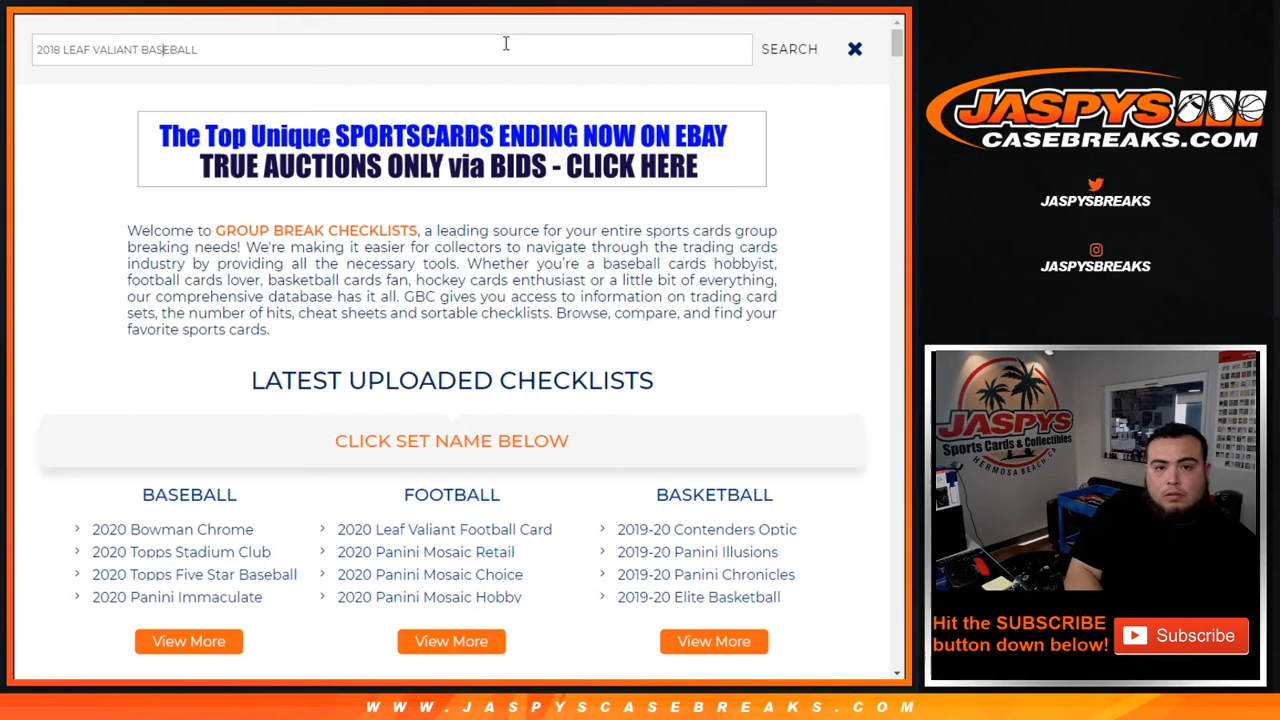 2018 LEAF VALIANT BASEBALL
SEARCH
The Top Unique SPORTSCARDS ENDING NOW ON EBAY
TRUE AUCTIONS ONLY via BIDS - CLICK HERE
Welcome to GROUP BREAK CHECKLISTS, a leading source for your entire sports cards group
breaking needs! We're making it easier for collectors to navigate through the trading cards
industry by providing all the necessary tools. Whether you're a baseball cards hobbyist,
football cards lover, basketball cards fan, hockey cards enthusiast or a little bit of everything,
our comprehensive database has it all. GBC gives you access to information on trading card
sets, the number of hits, cheat sheets and sortable checklists. Browse, compare, and find your
favorite sports cards.
LATEST UPLOADED CHECKLISTS
CLICK SET NAME BELOW
BASEBALL
2020 Bowman Chrome
2020 Topps Stadium Club
2020 Topps Five Star Baseball
2020 Panini Immaculate
View More
FOOTBALL
2020 Leaf Valiant Football Card
2020 Panini Mosaic Retail
2020 Panini Mosaic Choice
2020 Panini Mosaic Hobby
View More
BASKETBALL
2019-20 Contenders Optic
2019-20 Panini Illusions
2019-20 Panini Chronicles
2019-20 Elite Basketball
View More
JASPYS
CASEBREAKS.COM
JASPYSBREAKS
JASPYSBREAKS
JASPYS
Sports Cards & Collectibles
HERMOSA BEACH, CA
Hit the SUBSCRIBE
button down below!
Subscribe
WWW.JASPYSCASEBREAKS.COM